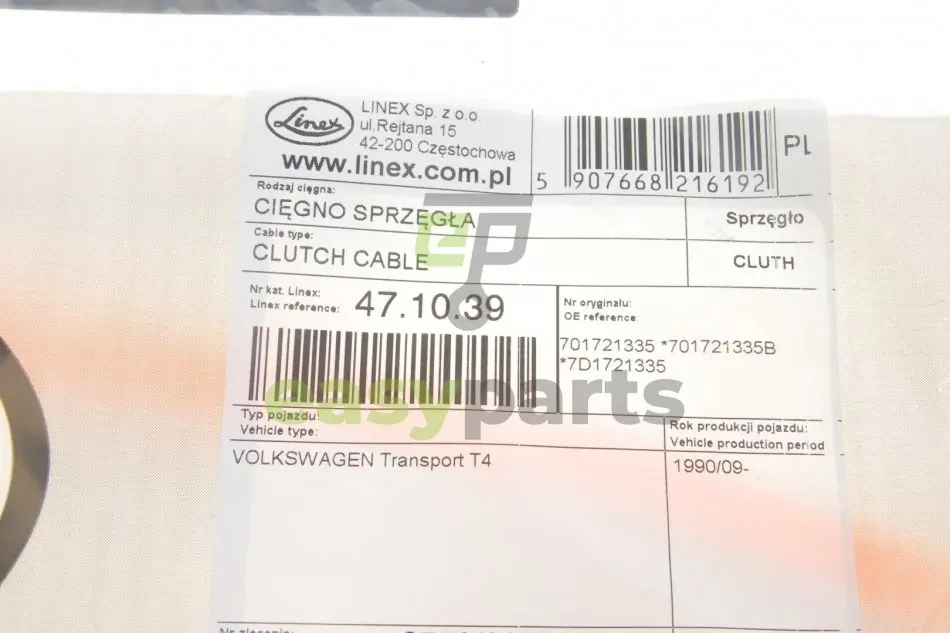 Linex
LINEX Sp. z o.o.
ul.Rejtana 15
42-200 Częstochowa
www.linex.com.pl
5 907668 216192
PL
Rodzaj cięgna:
CIĘGNO SPRZĘGŁA
Sprzęgło
Cable type:
CLUTCH CABLE
CLUTH
Nr kat. Linex:
Linex reference:
47.10.39
Nr oryginału:
OE reference
701721335 *701721335B
*7D1721335
easyparts
Typ pojazdu:
Vehicle type:
Rok produkcji pojazdu:
Vehicle production period
VOLKSWAGEN Transport T4
1990/09-
Nr zlecenia: